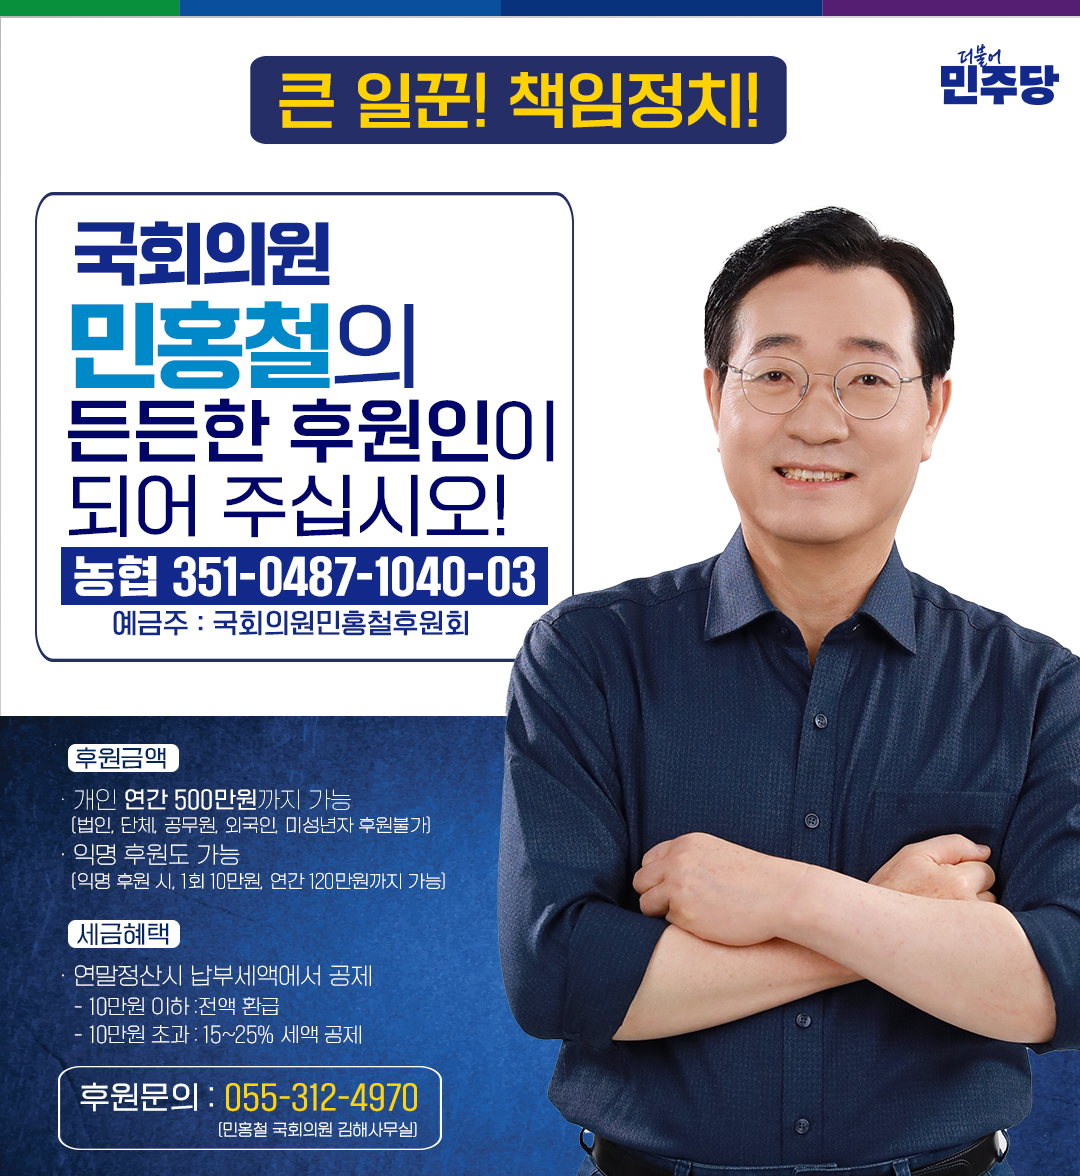 더불어
민주당
큰 일꾼! 책임정치!
국회의원
민홍철의
든든한 후원인이
되어 주십시오!
농협 351-0487-1040-03
예금주 : 국회의원민홍철후원회
후원금액
· 개인 연간 500만원까지 가능
(법인, 단체, 공무원, 외국인, 미성년자 후원불가)
· 익명 후원도 가능
(익명 후원 시, 1회 10만원, 연간 120만원까지 가능)
세금혜택
· 연말정산시 납부세액에서 공제
- 10만원 이하 :전액 환급
- 10만원 초과 : 15~25% 세액 공제
후원문의 : 055-312-4970
(민홍철 국회의원 김해사무실)